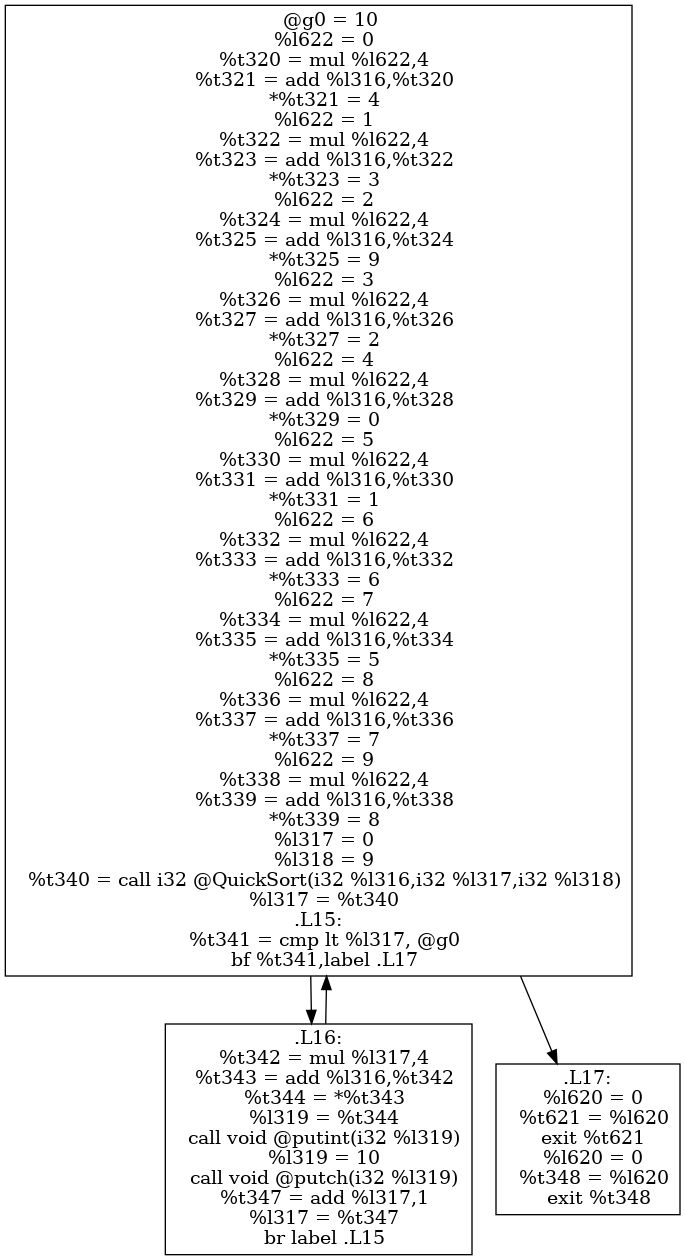 @g0 = 10
%l622 = 0
%t320 = mul %l622,4
%t321 = add %l316,%t320
*%t321 = 4
%l622 = 1
%t322 = mul %l622,4
%t323 = add %l316,%t322
*%t323 = 3
%l622 = 2
%t324 = mul %l622,4
%t325 = add %l316,%t324
*%t325 = 9
%l622 = 3
%t326 = mul %l622,4
%t327 = add %l316,%t326
*%t327 = 2
%l622 = 4
%t328 = mul %l622,4
%t329 = add %l316,%t328
*%t329 = 0
%l622 = 5
%t330 = mul %l622,4
%t331 = add %l316,%t330
*%t331 = 1
%l622 = 6
%t332 = mul %l622,4
%t333 = add %l316,%t332
*%t333 = 6
%l622 = 7
%t334 = mul %l622,4
%t335 = add %l316,%t334
*%t335 = 5
%l622 = 8
%t336 = mul %l622,4
%t337 = add %l316,%t336
*%t337 = 7
%l622 = 9
%t338 = mul %l622,4
%t339 = add %l316,%t338
*%t339 = 8
%l317 = 0
%l318 = 9
%t340 = call i32 @QuickSort(i32 %l316,i32 %l317,i32 %l318)
%l317 = %t340
.L15:
%t341 = cmp lt %l317, @g0
bf %t341,label .L17
.L16:
%t342 = mul %l317,4
%t343 = add %l316,%t342
%t344 = *%t343
%l319 = %t344
call void @putint(i32 %l319)
%l319 = 10
call void @putch(i32 %l319)
%t347 = add %l317,1
%l317 = %t347
br label .L15
.L17:
%l620 = 0
%t621 = %l620
exit %t621
%l620 = 0
%t348 = %l620
exit %t348